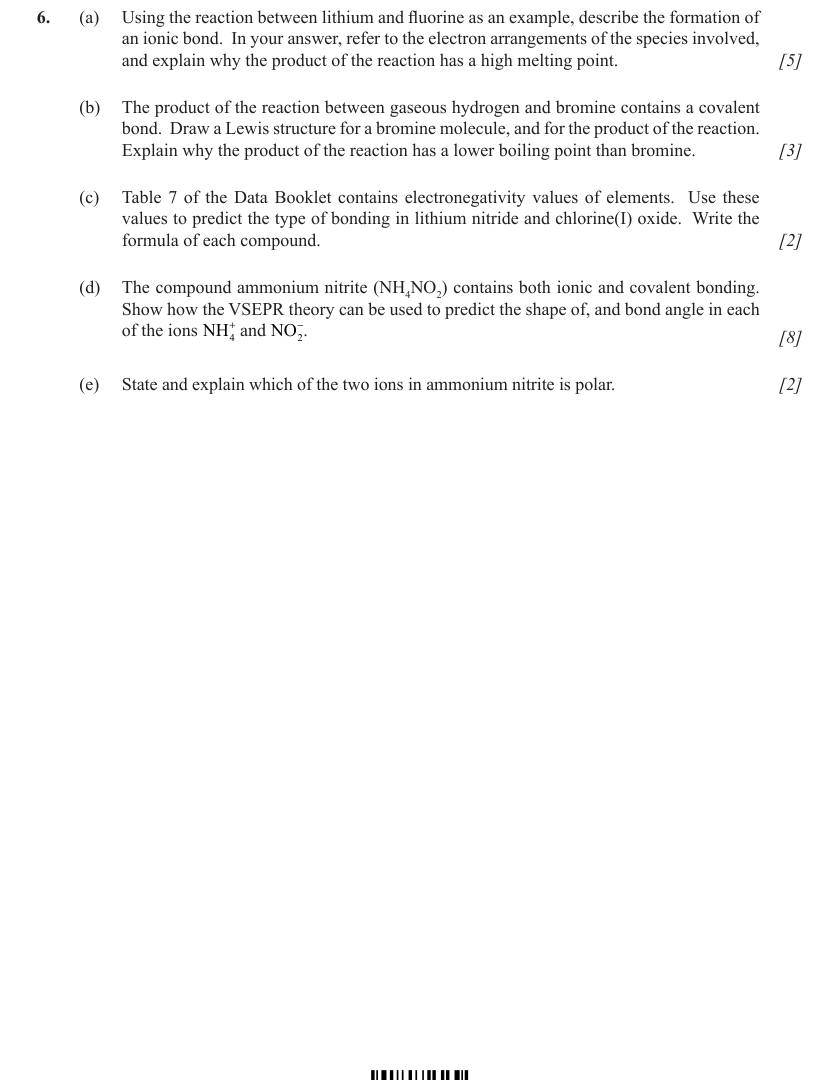 6. (a) Using the reaction between lithium and fluorine as an example, describe the formation of
an ionic bond. In your answer, refer to the electron arrangements of the species involved,
and explain why the product of the reaction has a high melting point. [5]
(b) The product of the reaction between gaseous hydrogen and bromine contains a covalent
bond. Draw a Lewis structure for a bromine molecule, and for the product of the reaction.
Explain why the product of the reaction has a lower boiling point than bromine. [3]
(c) Table 7 of the Data Booklet contains electronegativity values of elements. Use these
values to predict the type of bonding in lithium nitride and chlorine(I) oxide. Write the
formula of each compound. [2]
(d) The compound ammonium nitrite (NH₄NO₂) contains both ionic and covalent bonding.
Show how the VSEPR theory can be used to predict the shape of, and bond angle in each
of the ions NH₄⁺ and NO₂⁻. [8]
(e) State and explain which of the two ions in ammonium nitrite is polar. [2]